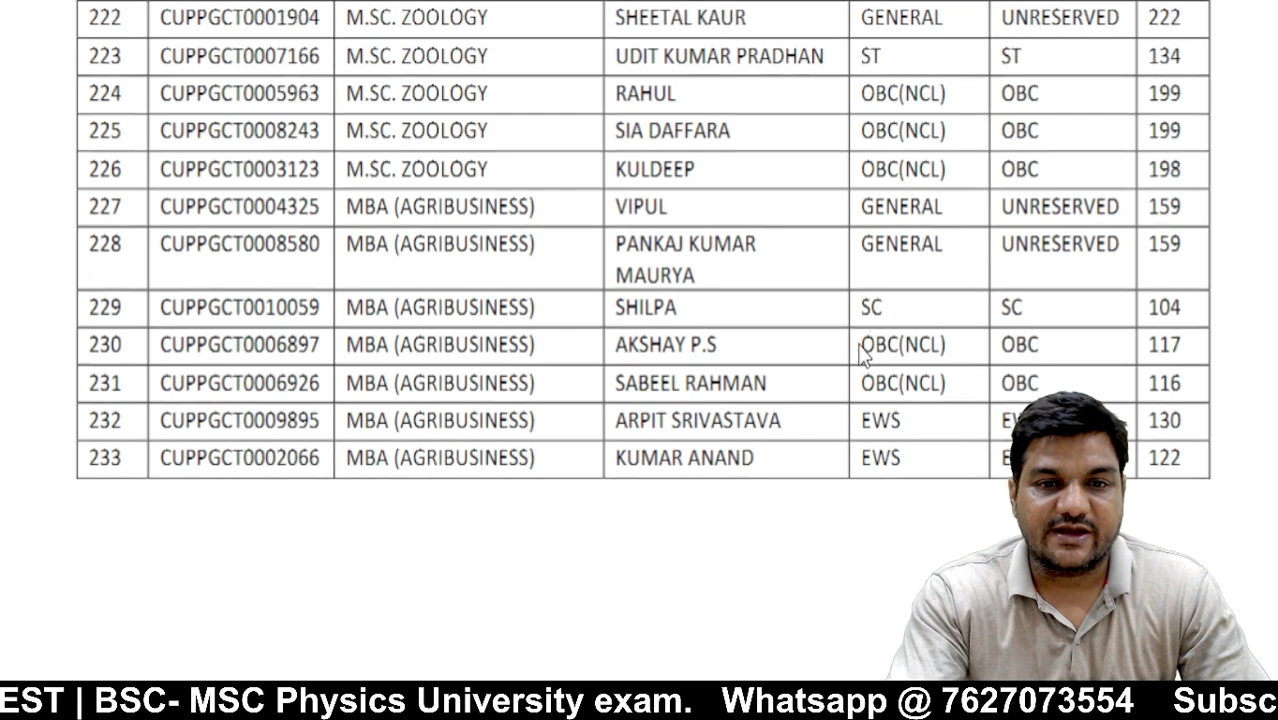 222 CUPPGCT0001904 M.SC. ZOOLOGY SHEETAL KAUR GENERAL UNRESERVED 222
223 CUPPGCT0007166 M.SC. ZOOLOGY UDIT KUMAR PRADHAN ST ST 134
224 CUPPGCT0005963 M.SC. ZOOLOGY RAHUL OBC(NCL) OBC 199
225 CUPPGCT0008243 M.SC. ZOOLOGY SIA DAFFARA OBC(NCL) OBC 199
226 CUPPGCT0003123 M.SC. ZOOLOGY KULDEEP OBC(NCL) OBC 198
227 CUPPGCT0004325 MBA (AGRIBUSINESS) VIPUL GENERAL UNRESERVED 159
228 CUPPGCT0008580 MBA (AGRIBUSINESS) PANKAJ KUMAR GENERAL UNRESERVED 159
MAURYA
229 CUPPGCT0010059 MBA (AGRIBUSINESS) SHILPA SC SC 104
230 CUPPGCT0006897 MBA (AGRIBUSINESS) AKSHAY P.S OBC(NCL) OBC 117
231 CUPPGCT0006926 MBA (AGRIBUSINESS) SABEEL RAHMAN OBC(NCL) OBC 116
232 CUPPGCT0009895 MBA (AGRIBUSINESS) ARPIT SRIVASTAVA EWS 130
233 CUPPGCT0002066 MBA (AGRIBUSINESS) KUMAR ANAND EWS 122
EST | BSC- MSC Physics University exam. Whatsapp @ 7627073554 Subsc